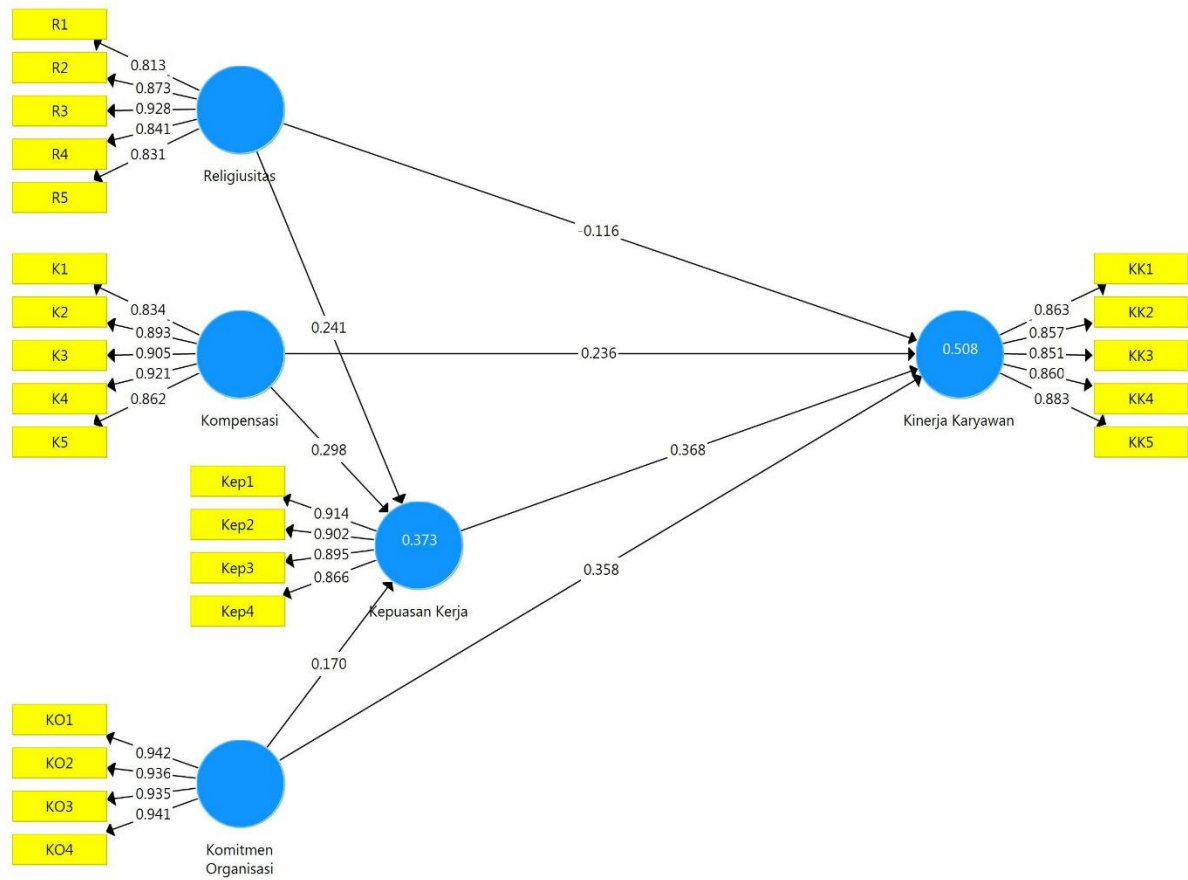 R1
R2
R3
R4
R5
0.813
0.873
0.928
0.841
0.831
Religiusitas
-0.116
0.241
K1
K2
K3
K4
K5
0.834
0.893
0.905
0.921
0.862
Kompensasi
0.236
0.298
Kep1
Kep2
Kep3
Kep4
0.914
0.902
0.895
0.866
0.373
Kepuasan Kerja
0.368
0.358
0.170
KO1
KO2
KO3
KO4
0.942
0.936
0.935
0.941
Komitmen
Organisasi
0.508
Kinerja Karyawan
0.863
0.857
0.851
0.860
0.883
KK1
KK2
KK3
KK4
KK5